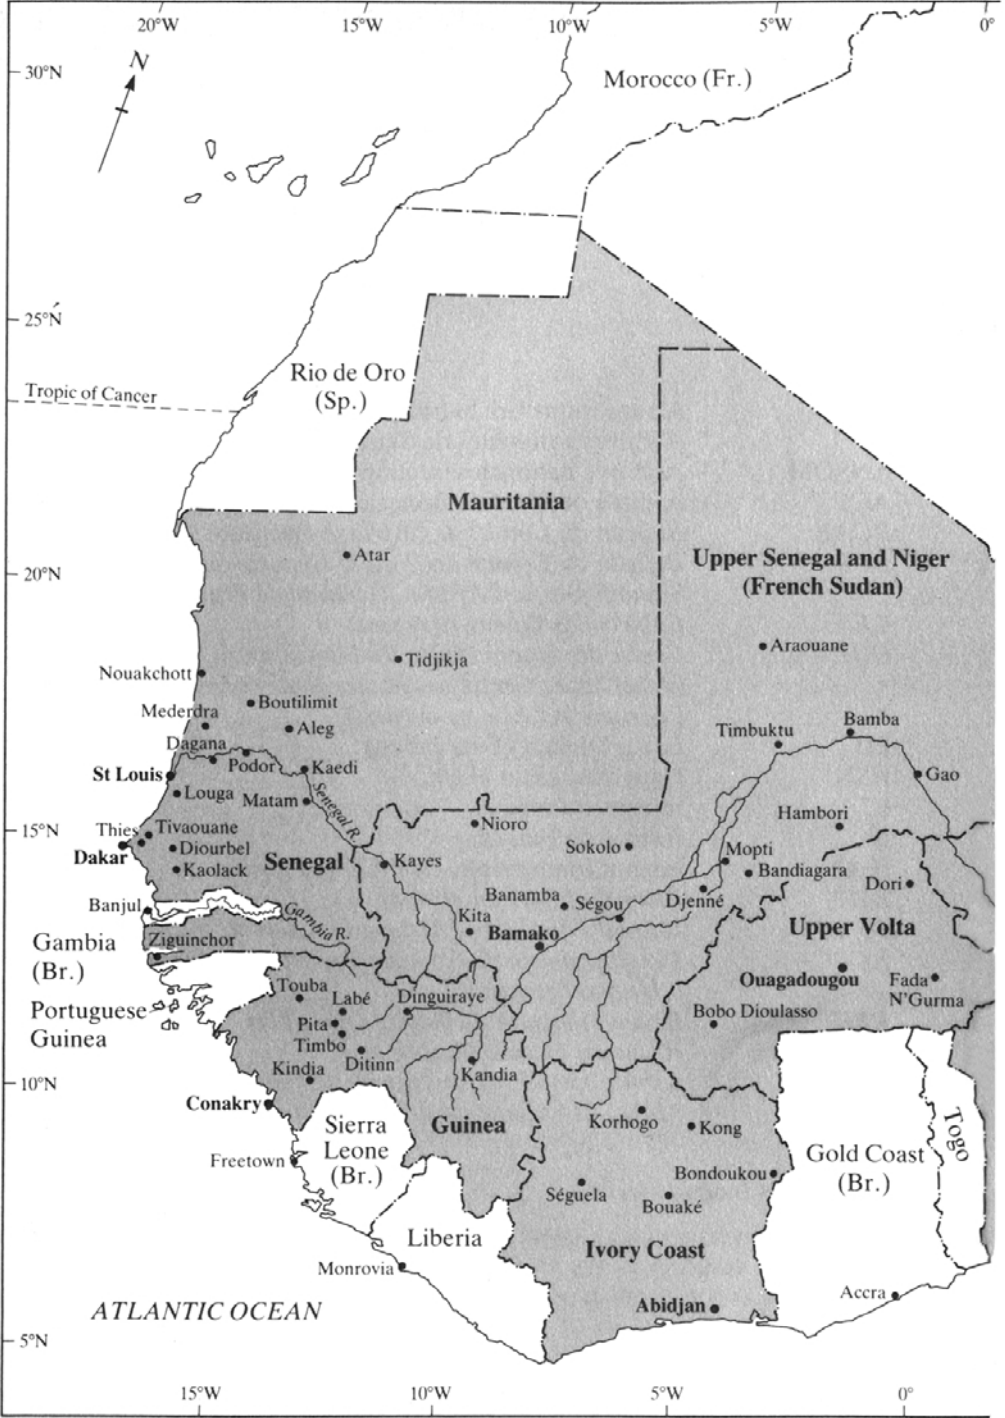 20°W 15°W 10°W 5°W 0°
N
30°N
Morocco (Fr.)
25°N
Rio de Oro
(Sp.)
Tropic of Cancer
Mauritania
Atar
Upper Senegal and Niger
(French Sudan)
20°N
Araouane
Tidjikja
Nouakchott
Boutilimit
Mederdra
Aleg
Bamba
Timbuktu
Dagana
Podor
Kaedi
Gao
St Louis
Louga
Matam
Senegal R.
Hambori
Nioro
15°N
Thies
Tivaouane
Sokolo
Mopti
Dakar
Diourbel
Senegal
Kayes
Bandiagara
Kaolack
Dori
Banamba
Ségou
Djenné
Banjul
Gambia R.
Kita
Upper Volta
Bamako
Gambia
(Br.)
Ziguinchor
Ouagadougou
Fada
N'Gurma
Touba
Labé
Dinguiraye
Portuguese
Guinea
Bobo Dioulasso
Pita
Timbo
Ditinn
Kindia
Kandia
10°N
Conakry
Sierra
Leone
(Br.)
Guinea
Korhogo
Kong
Togo
Gold Coast
(Br.)
Freetown
Bondoukou
Séguela
Bouaké
Liberia
Ivory Coast
Monrovia
Accra
Abidjan
ATLANTIC OCEAN
5°N
15°W 10°W 5°W 0°